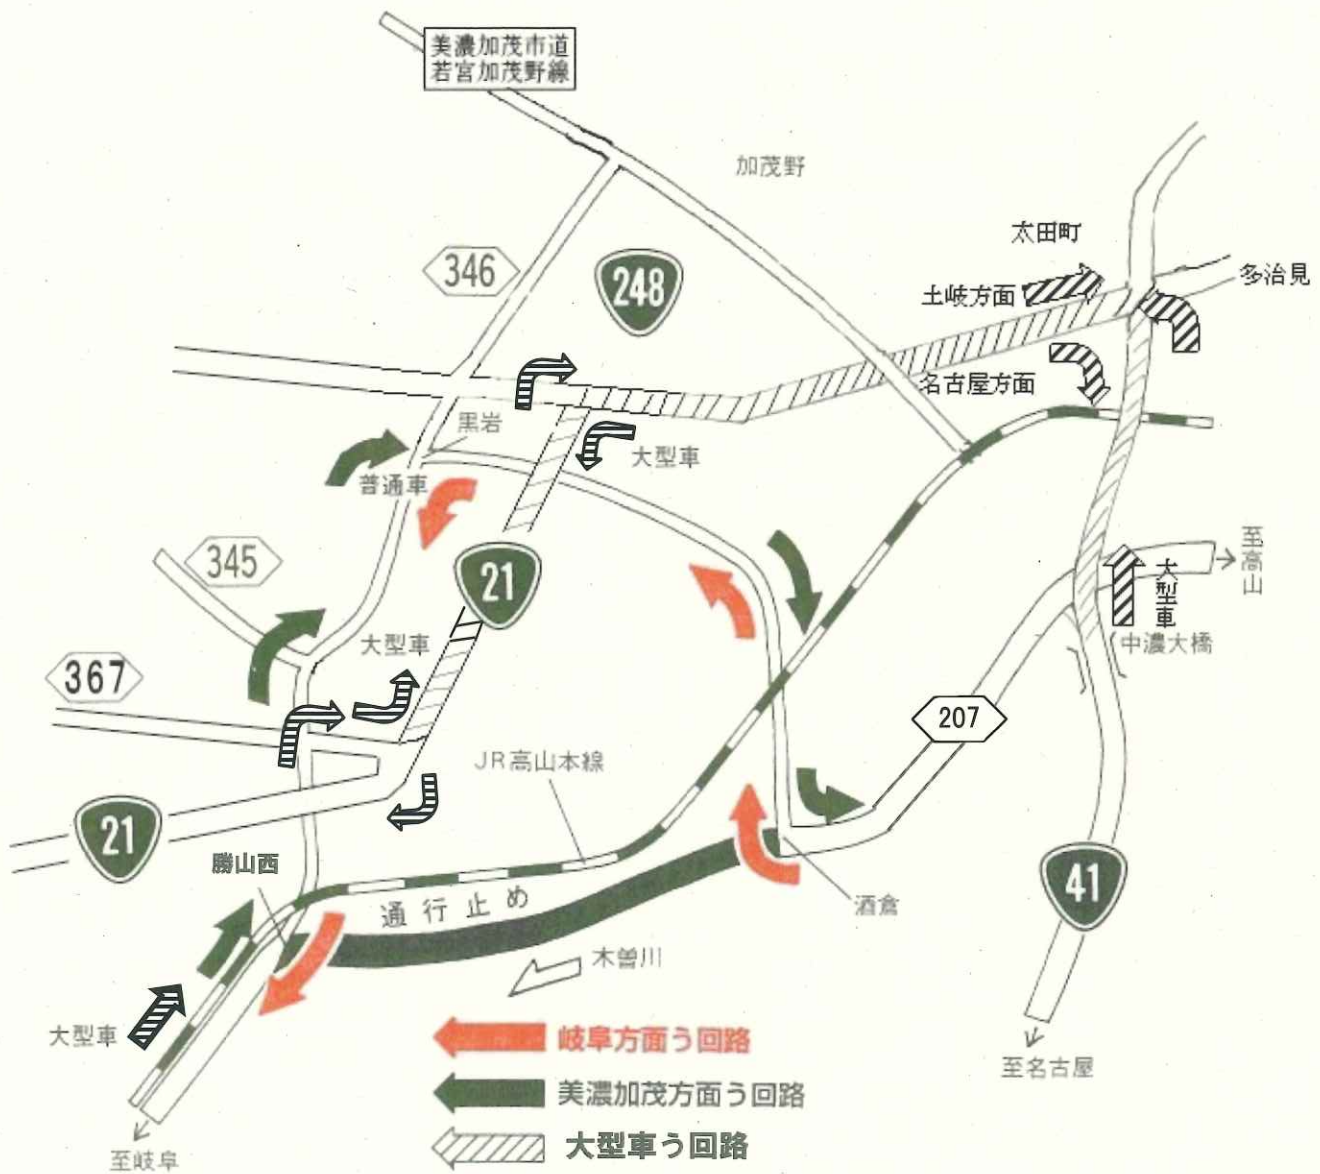 美濃加茂市道
若宮加茂野線
加茂野
太田町
346
248
土岐方面
多治見
名古屋方面
黒岩
大型車
普通車
345
21
至高山
大型車
大型車
中濃大橋
367
207
JR高山本線
21
勝山西
41
通行止め
酒倉
木曽川
大型車
岐阜方面う回路
至名古屋
美濃加茂方面う回路
大型車う回路
至岐阜